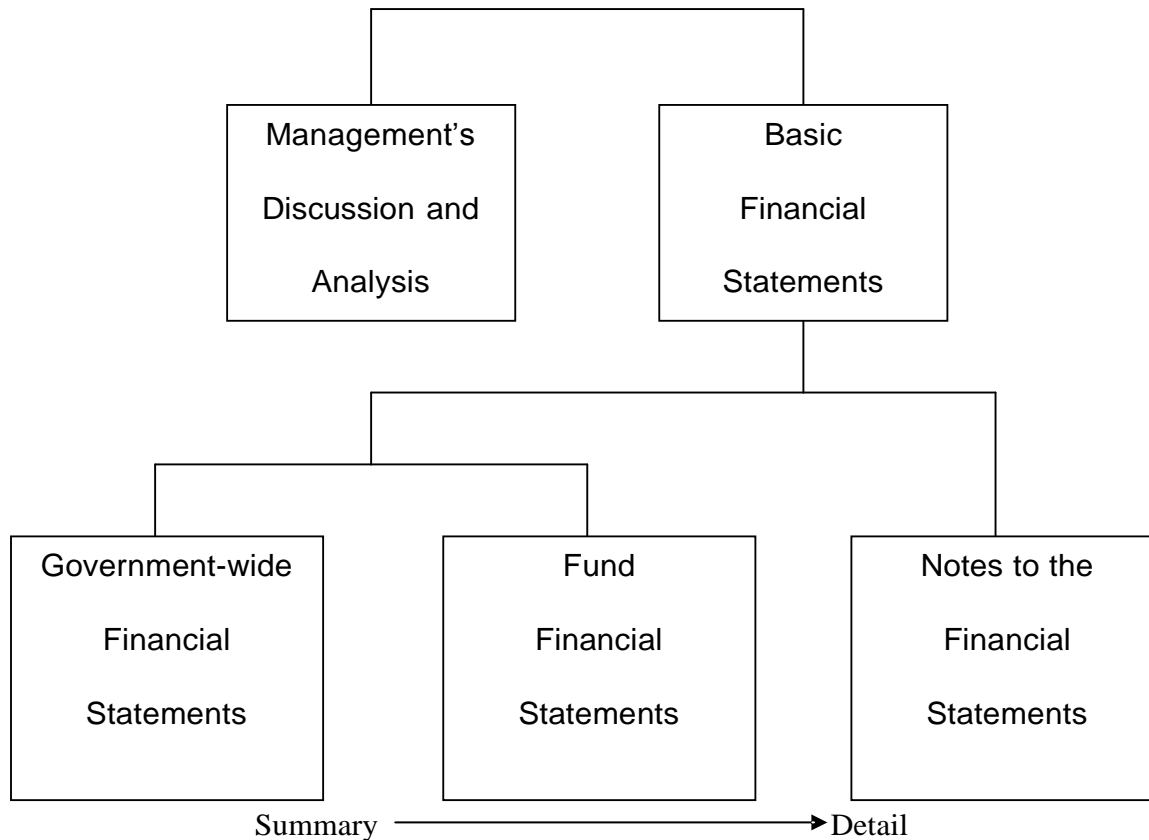 Management’s
Discussion and
Analysis
Basic
Financial
Statements
Government-wide
Financial
Statements
Fund
Financial
Statements
Notes to the
Financial
Statements
Summary
Detail